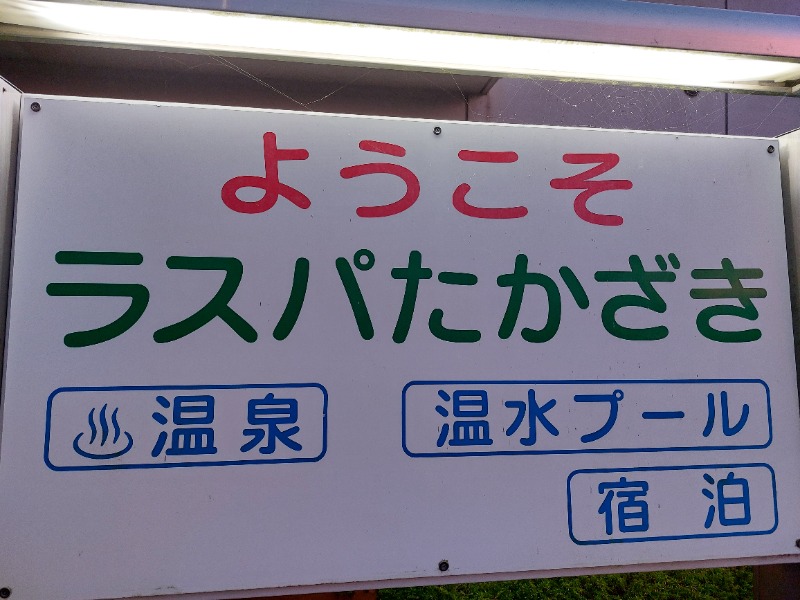 ようこそ
ラスパたかざき
♨温泉 温水プール
宿泊